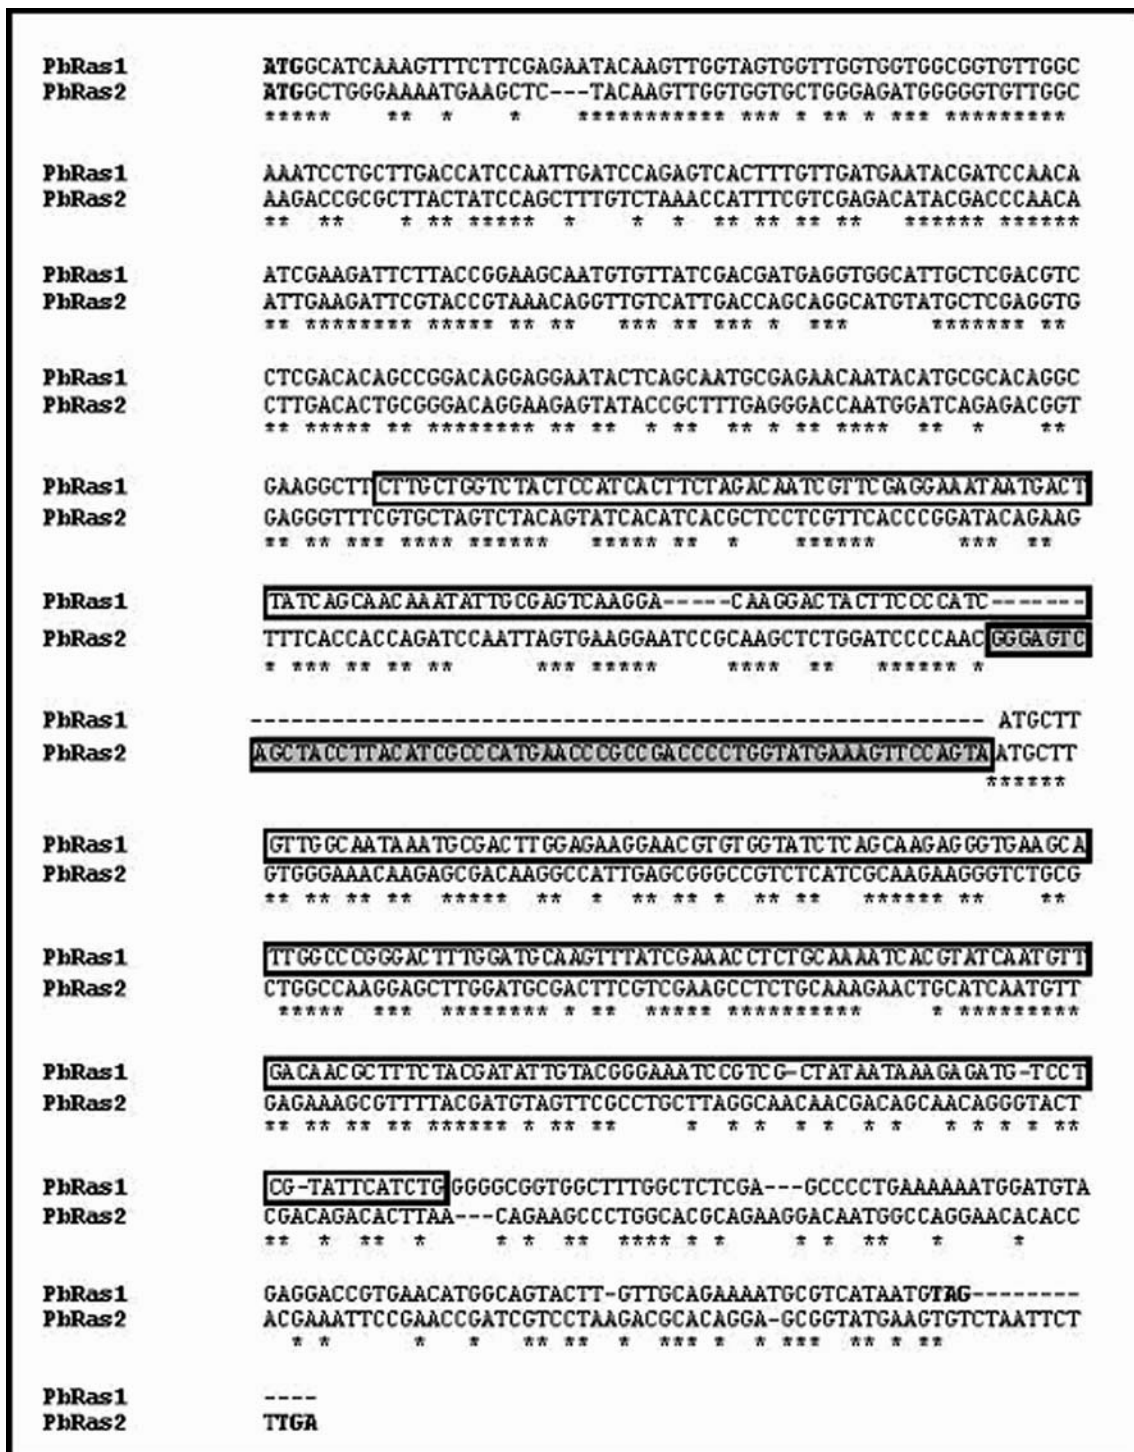 PbRas1 ATGGCATCAAAGTTTCTTCGAGAATACAAGTTGGTAGTGGTTGGTGGTGGCGGTGTTGGC
PbRas2 ATGGCTGGGAAAATGAAGCTC---TACAAGTTGGTGGTGCTGGGAGATGGGGGTGTTGGC
***** ** * * *********** *** * ** * *** *********
PbRas1 AAATCCTGCTTGACCATCCAATTGATCCAGAGTCACTTTGTTGATGAATACGATCCAACA
PbRas2 AAGACCGCGCTTACTATCCAGCTTTGTCTAAACCATTTCGTCGAGACATACGACCCAACA
** ** * ** ***** * * * ** ** ** ** ****** ******
PbRas1 ATCGAAGATTCTTACCGGAAGCAATGTGTTATCGACGATGAGGTGGCATTGCTCGACGTC
PbRas2 ATTGAAGATTCGTACCGTAAACAGGTTGTCATTGACCAGCAGGCATGTATGCTCGAGGTG
** ******** ***** ** ** *** ** *** * *** ******* **
PbRas1 CTCGACACAGCCGGACAGGAGGAATACTCAGCAATGCGAGAACAATACATGCGCACAGGC
PbRas2 CTTGACACTGCGGGACAGGAAGAGTATACCGCTTTGAGGGACCAATGGATCAGAGACGGT
** ***** ** ******** ** ** * ** ** * ** **** ** * **
PbRas1 GAAGGCTTCTTGCTGGTCTACTCCATCACTTCTAGACAATCGTTCGAGGAAATAATGACT
PbRas2 GAGGGTTTCGTGCTAGTCTACAGTATCACATCACGCTCCTCGTTCACCCGGATACAGAAG
** ** *** **** ****** ***** ** * ****** *** **
PbRas1 TATCAGCAACAAATATTGCGAGTCAAGGA-----CAAGGACTACTTCCCCATC-------
PbRas2 TTTCACCACCAGATCCAATTAGTGAAGGAATCCGCAAGCTCTGGATCCCCAACGGGAGTC
* *** ** ** ** *** ***** **** ** ****** *
PbRas1 ------------------------------------------------------ ATGCTT
PbRas2 AGCTACCTTACATCGCCCATGAACCCGCCGACCCCTGGTATGAAAGTTCCAGTAATGCTT
******
PbRas1 GTTGGCAATAAATGCGACTTGGAGAAGGAACGTGTGGTATCTCAGCAAGAGGGTGAAGCA
PbRas2 GTGGGAAACAAGAGCGACAAGGCCATTGAGCGGGCCGTCTCATCGCAAGAAGGGTCTGCG
** ** ** ** ***** ** * ** ** * ** ** ****** ** **
PbRas1 TTGGCCCGGGACTTTGGATGCAAGTTTATCGAAACCTCTGCAAAATCACGTATCAATGTT
PbRas2 CTGGCCAAGGAGCTTGGATGCGACTTCGTCGAAGCCTCTGCAAAGAACTGCATCAATGTT
***** *** ******** * ** ***** ********** * *********
PbRas1 GACAACGCTTTCTACGATATTGTACGGGAAATCCGTCG-CTATAATAAAGAGATG-TCCT
PbRas2 GAGAAAGCGTTTTACGATGTAGTTCGCCTGCTTAGGCAACAACGACAGCAACAGGGTACT
** ** ** ** ****** ** ** * * * * * * * * * **
PbRas1 CG-TATTCATCTGGGGGCGGTGGCTTTGGCTCTCGA---GCCCCTGAAAAAATGGATGTA
PbRas2 CGACAGACACTTAA---CAGAAGCCCTGGCACGCAGAAGGACAATGGCCAGGAACACACC
** * ** * * * ** **** * * * * ** * *
PbRas1 GAGGACCGTGAACATGGCAGTACTT-GTTGCAGAAAATGCGTCATAATGTAG--------
PbRas2 ACGAAATTCCGAACCGATCGTCCTAAGACGCACAGGA-GCGGTATGAAGTGTCTAATTCT
* * * * ** ** * *** * *** ** * **
PbRas1 ----
PbRas2 TTGA